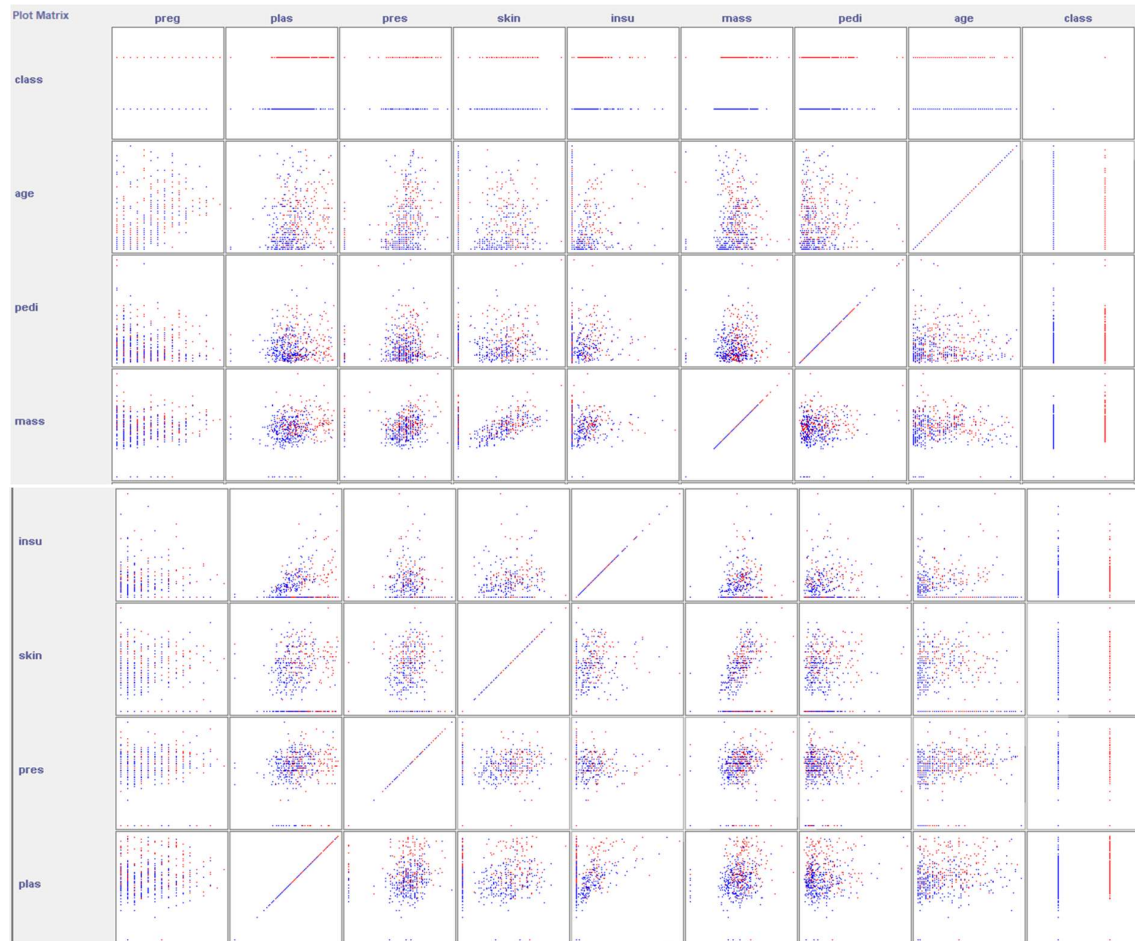 Plot Matrix preg plas pres skin insu mass pedi age class
class
age
pedi
mass
insu
skin
pres
plas